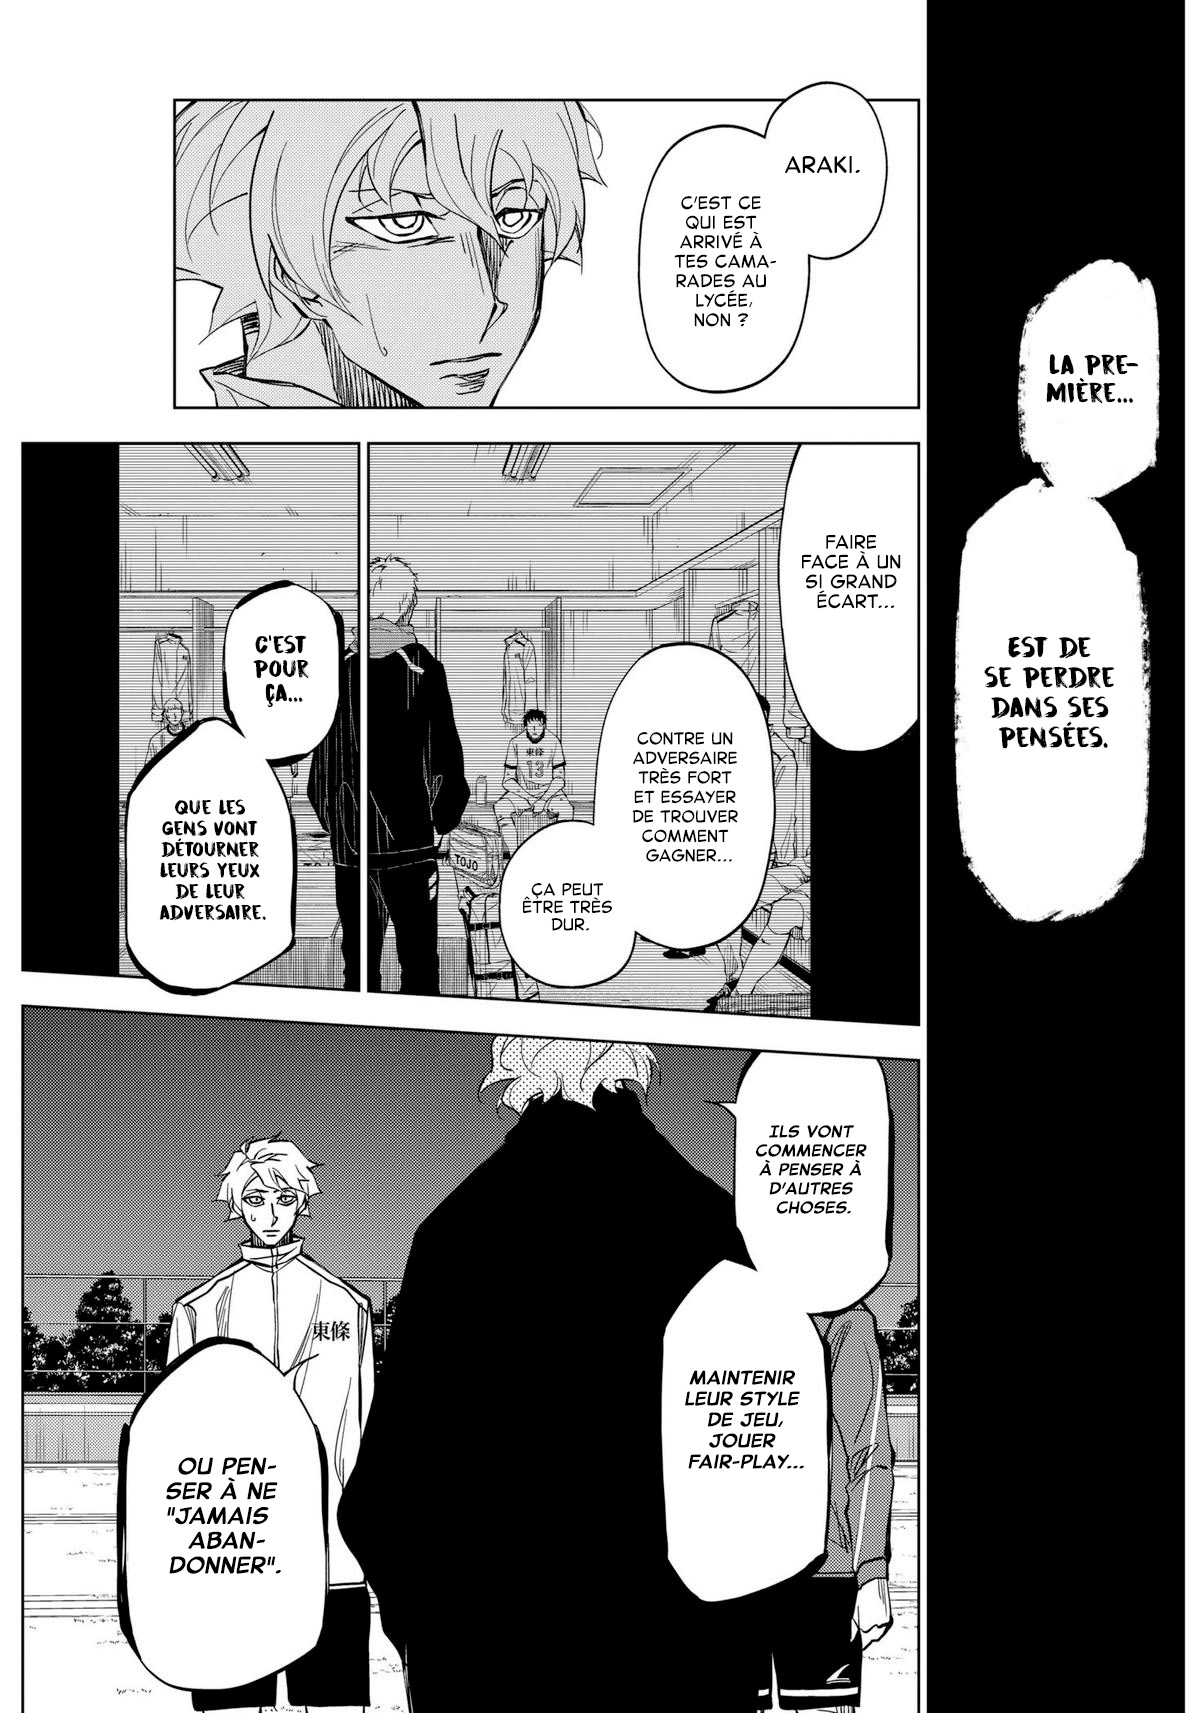 LA PRE-
MIÈRE...
EST DE
SE PERDRE
DANS SES
PENSÉES.
ARAKI.
C'EST CE
QUI EST
ARRIVÉ À
TES CAMA-
RADES AU
LYCÉE,
NON ?
FAIRE
FACE À UN
SI GRAND
ÉCART...
CONTRE UN
ADVERSAIRE
TRÈS FORT
ET ESSAYER
DE TROUVER
COMMENT
GAGNER...
ÇA PEUT
ÊTRE TRÈS
DUR.
東條
13
TOJO
C'EST
POUR
ÇA...
QUE LES
GENS VONT
DÉTOURNER
LEURS YEUX
DE LEUR
ADVERSAIRE.
ILS VONT
COMMENCER
À PENSER À
D'AUTRES
CHOSES.
MAINTENIR
LEUR STYLE
DE JEU,
JOUER
FAIR-PLAY...
東條
OU PEN-
SER À NE
"JAMAIS
ABAN-
DONNER".